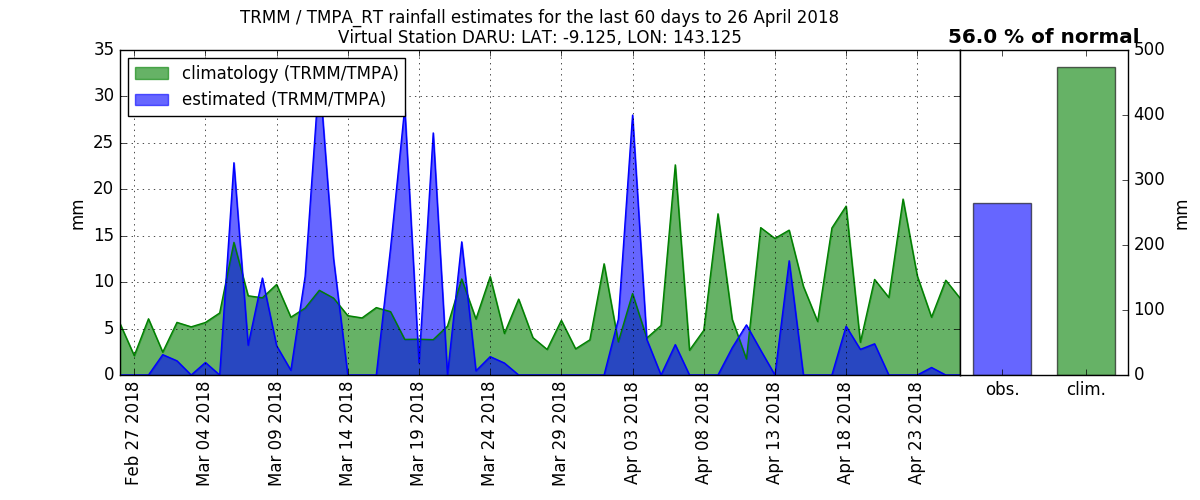 TRMM / TMPA_RT rainfall estimates for the last 60 days to 26 April 2018
Virtual Station DARU: LAT: -9.125, LON: 143.125
56.0 % of normal
climatology (TRMM/TMPA)
estimated (TRMM/TMPA)
35
30
25
20
15
10
5
0
mm
Feb 27 2018
Mar 04 2018
Mar 09 2018
Mar 14 2018
Mar 19 2018
Mar 24 2018
Mar 29 2018
Apr 03 2018
Apr 08 2018
Apr 13 2018
Apr 18 2018
Apr 23 2018
obs.
clim.
500
400
300
200
100
0
mm